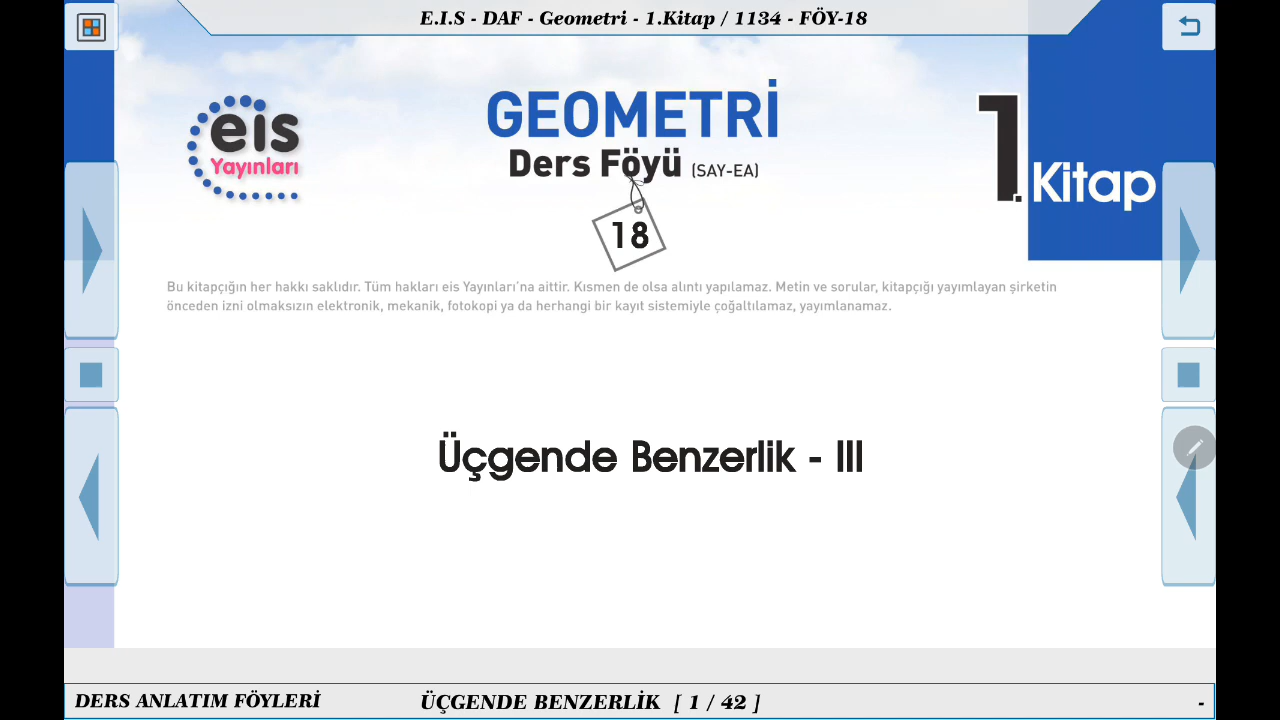 E.I.S - DAF - Geometri - 1.Kitap / 1134 - FÖY-18
eis
Yayınları
GEOMETRİ
Ders Föyü (SAY-EA)
18
1.Kitap
Bu kitapçığın her hakkı saklıdır. Tüm hakları eis Yayınları'na aittir. Kısmen de olsa alıntı yapılamaz. Metin ve sorular, kitapçığı yayımlayan şirketin
önceden izni olmaksızın elektronik, mekanik, fotokopi ya da herhangi bir kayıt sistemiyle çoğaltılamaz, yayımlanamaz.
Üçgende Benzerlik - III
DERS ANLATIM FÖYLERİ ÜÇGENDE BENZERLİK [ 1 / 42 ] -